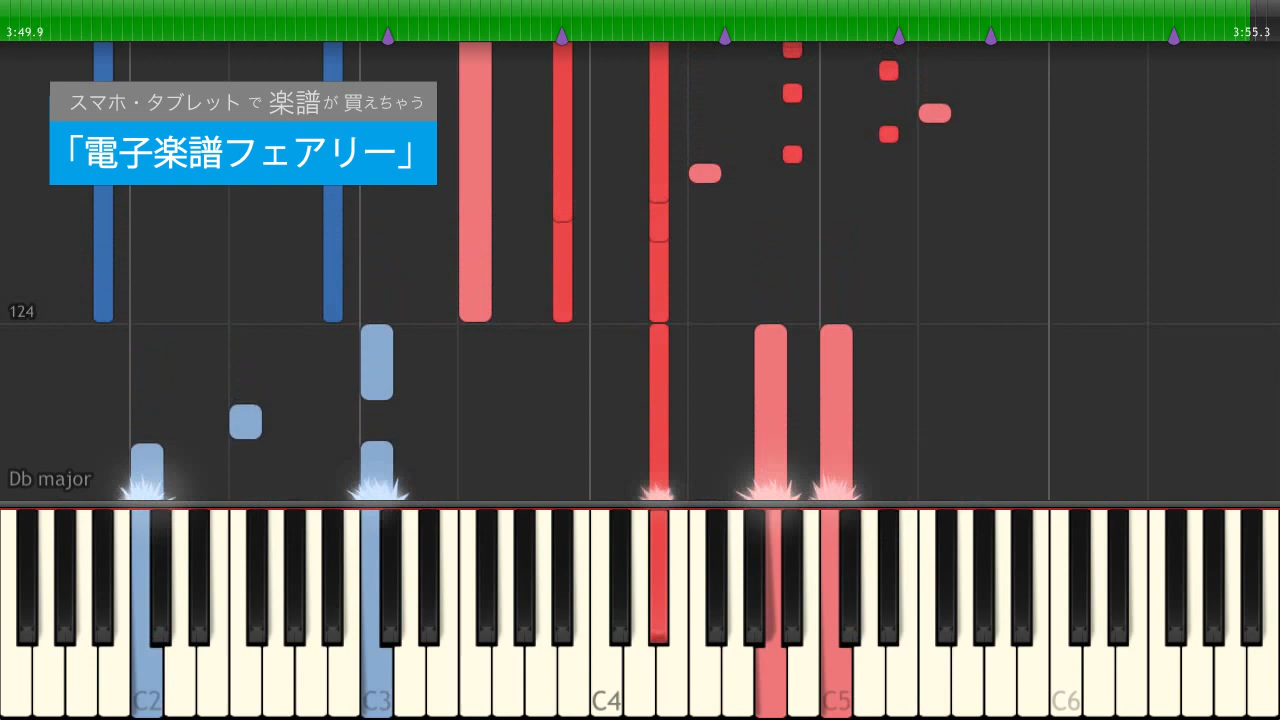 3:49.9
3:55.3
スマホ・タブレット で 楽譜 が 買えちゃう
「電子楽譜フェアリー」
124
Db major
C2 C3 C4 C5 C6